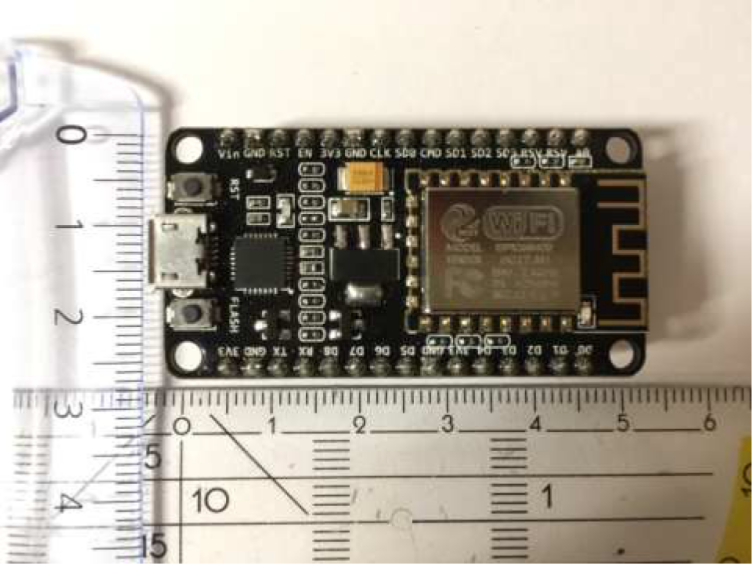 0
1
2
3
4
Vin GND RST EN 3V3 GND CLK SD0 CMD SD1 SD2 SD3 RSV RSV A0
RST
FLASH
WiFi
MODEL
VENDOR
FC
3V3 GND TX RX D8 D7 D6 D5 GND 3V3 D4 D3 D2 D1 D0
0 1 2 3 4 5 6
5
10 1
15